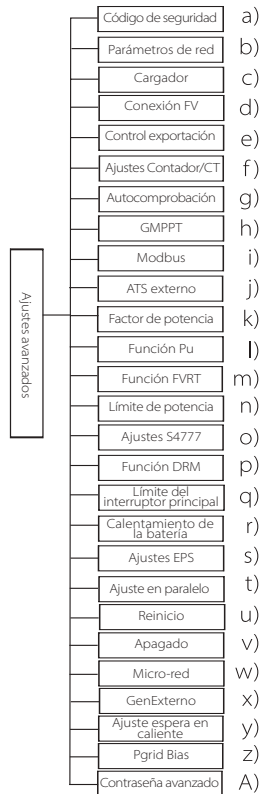 Código de seguridad a)
Parámetros de red b)
Cargador c)
Conexión FV d)
Control exportación e)
Ajustes Contador/CT f)
Autocomprobación g)
GMPPT h)
Modbus i)
ATS externo j)
Factor de potencia k)
Función Pu l)
Función FVRT m)
Límite de potencia n)
Ajustes S4777 o)
Función DRM p)
Límite del
interruptor principal q)
Calentamiento de
la batería r)
Ajustes EPS s)
Ajuste en paralelo t)
Reinicio u)
Apagado v)
Micro-red w)
GenExterno x)
Ajuste espera en
caliente y)
Pgrid Bias z)
Contraseña avanzado A)
Ajustes avanzados